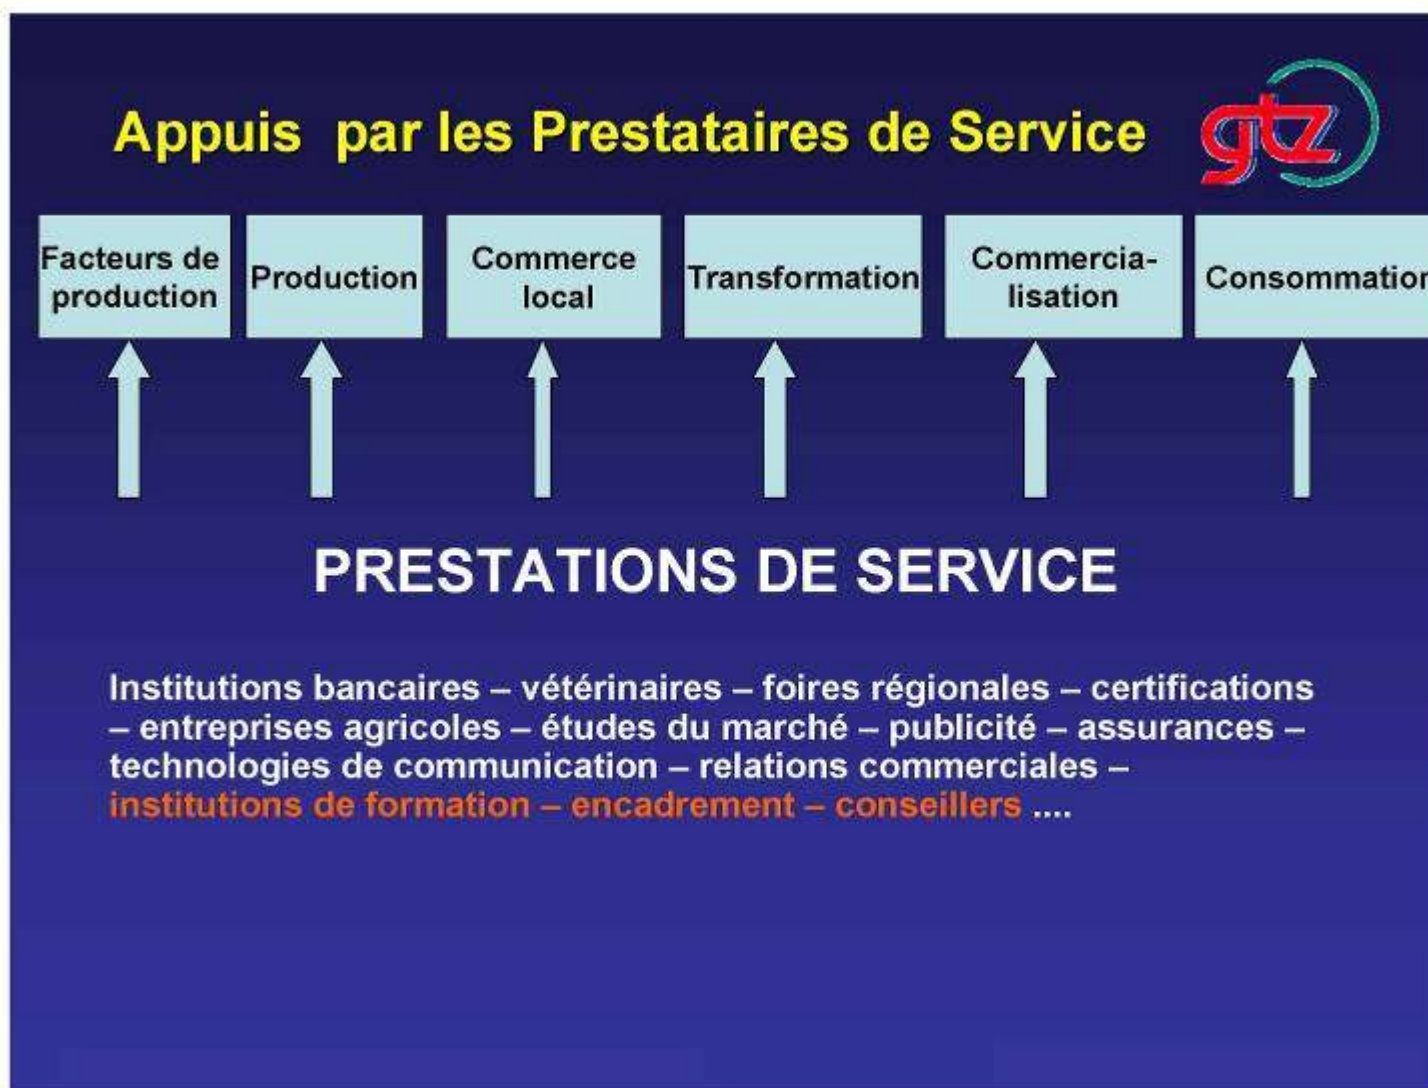 Appuis par les Prestataires de Service
gtz
Facteurs de
production
Production
Commerce
local
Transformation
Commercia-
lisation
Consommation
PRESTATIONS DE SERVICE
Institutions bancaires – vétérinaires – foires régionales – certifications
– entreprises agricoles – études du marché – publicité – assurances –
technologies de communication – relations commerciales –
institutions de formation – encadrement – conseillers ....